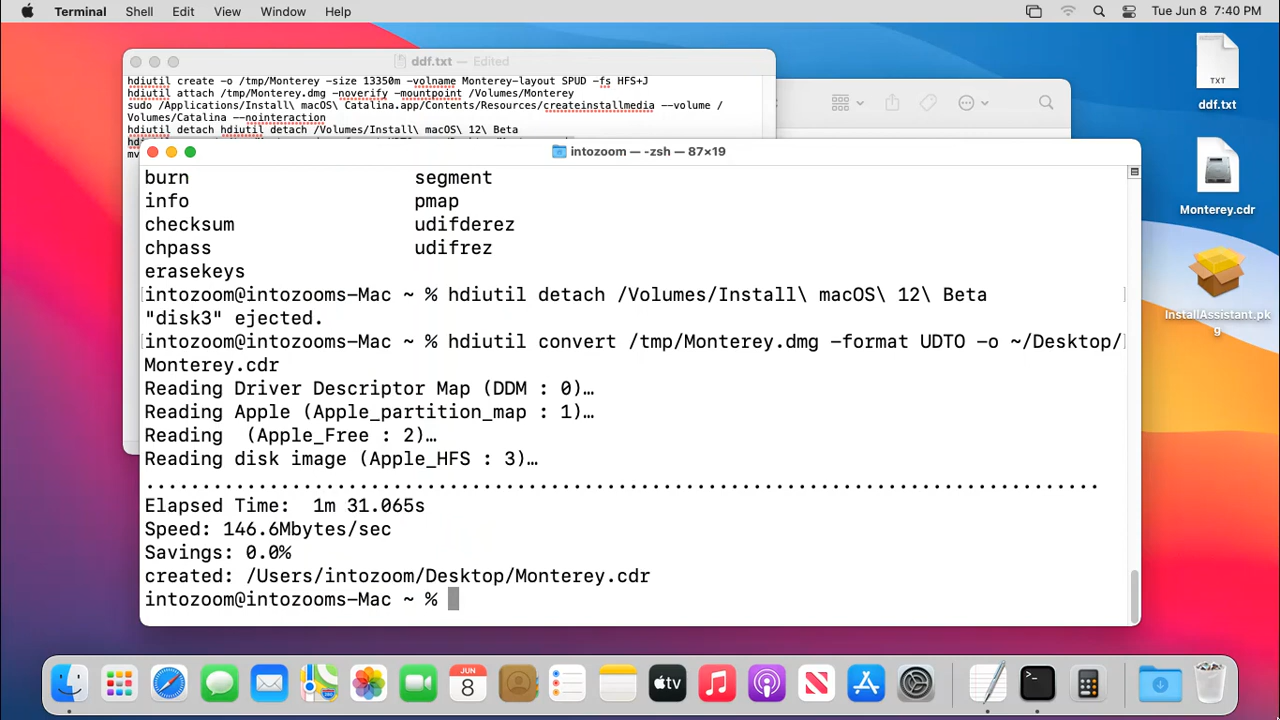 Terminal Shell Edit View Window Help Tue Jun 8 7:40 PM
ddf.txt — Edited
hdiutil create -o /tmp/Monterey -size 13350m -volname Monterey-layout SPUD -fs HFS+J
hdiutil attach /tmp/Monterey.dmg -noverify -mountpoint /Volumes/Monterey
sudo /Applications/Install\ macOS\ Catalina.app/Contents/Resources/createinstallmedia --volume /
Volumes/Catalina --nointeraction
hdiutil detach hdiutil detach /Volumes/Install\ macOS\ 12\ Beta
intozoom — -zsh — 87×19
burn segment
info pmap
checksum udifderez
chpass udifrez
erasekeys
intozoom@intozooms-Mac ~ % hdiutil detach /Volumes/Install\ macOS\ 12\ Beta
"disk3" ejected.
intozoom@intozooms-Mac ~ % hdiutil convert /tmp/Monterey.dmg -format UDTO -o ~/Desktop/
Monterey.cdr
Reading Driver Descriptor Map (DDM : 0)…
Reading Apple (Apple_partition_map : 1)…
Reading  (Apple_Free : 2)…
Reading disk image (Apple_HFS : 3)…
...............................................................................
Elapsed Time:  1m 31.065s
Speed: 146.6Mbytes/sec
Savings: 0.0%
created: /Users/intozoom/Desktop/Monterey.cdr
intozoom@intozooms-Mac ~ %
TXT
ddf.txt
Monterey.cdr
InstallAssistant.pk
g
JUN
8
tv